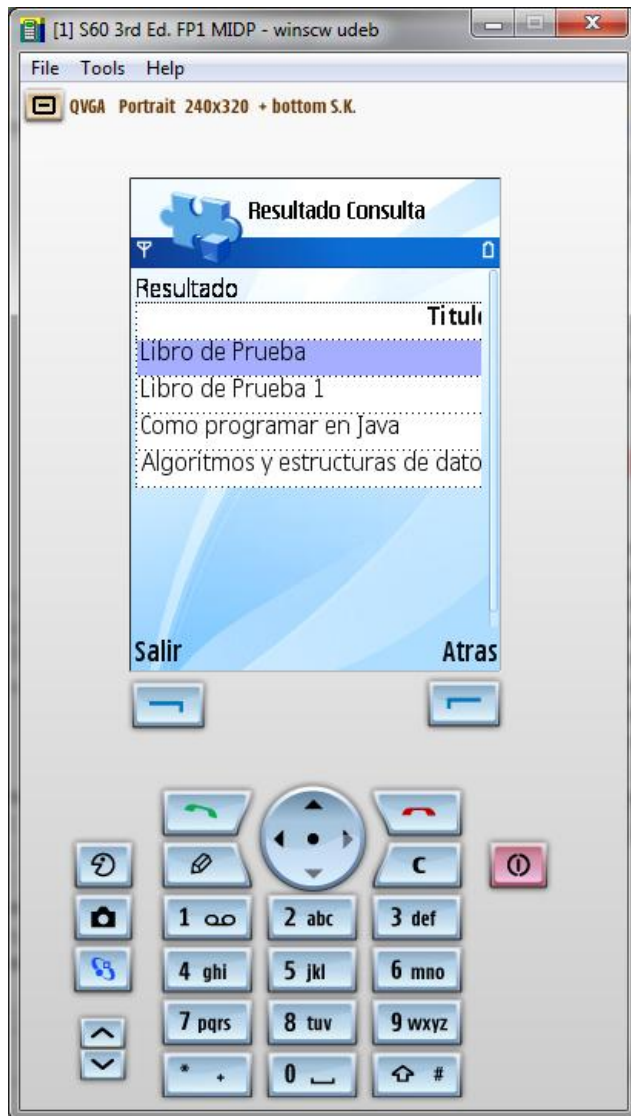 [1] S60 3rd Ed. FP1 MIDP - winscw udeb
File Tools Help
QVGA Portrait 240x320 + bottom S.K.
Resultado Consulta
Resultado
Titulo
Libro de Prueba
Libro de Prueba 1
Como programar en Java
Algoritmos y estructuras de dato
Salir Atras
C
1 2 abc 3 def
4 ghi 5 jkl 6 mno
7 pqrs 8 tuv 9 wxyz
* + 0 #